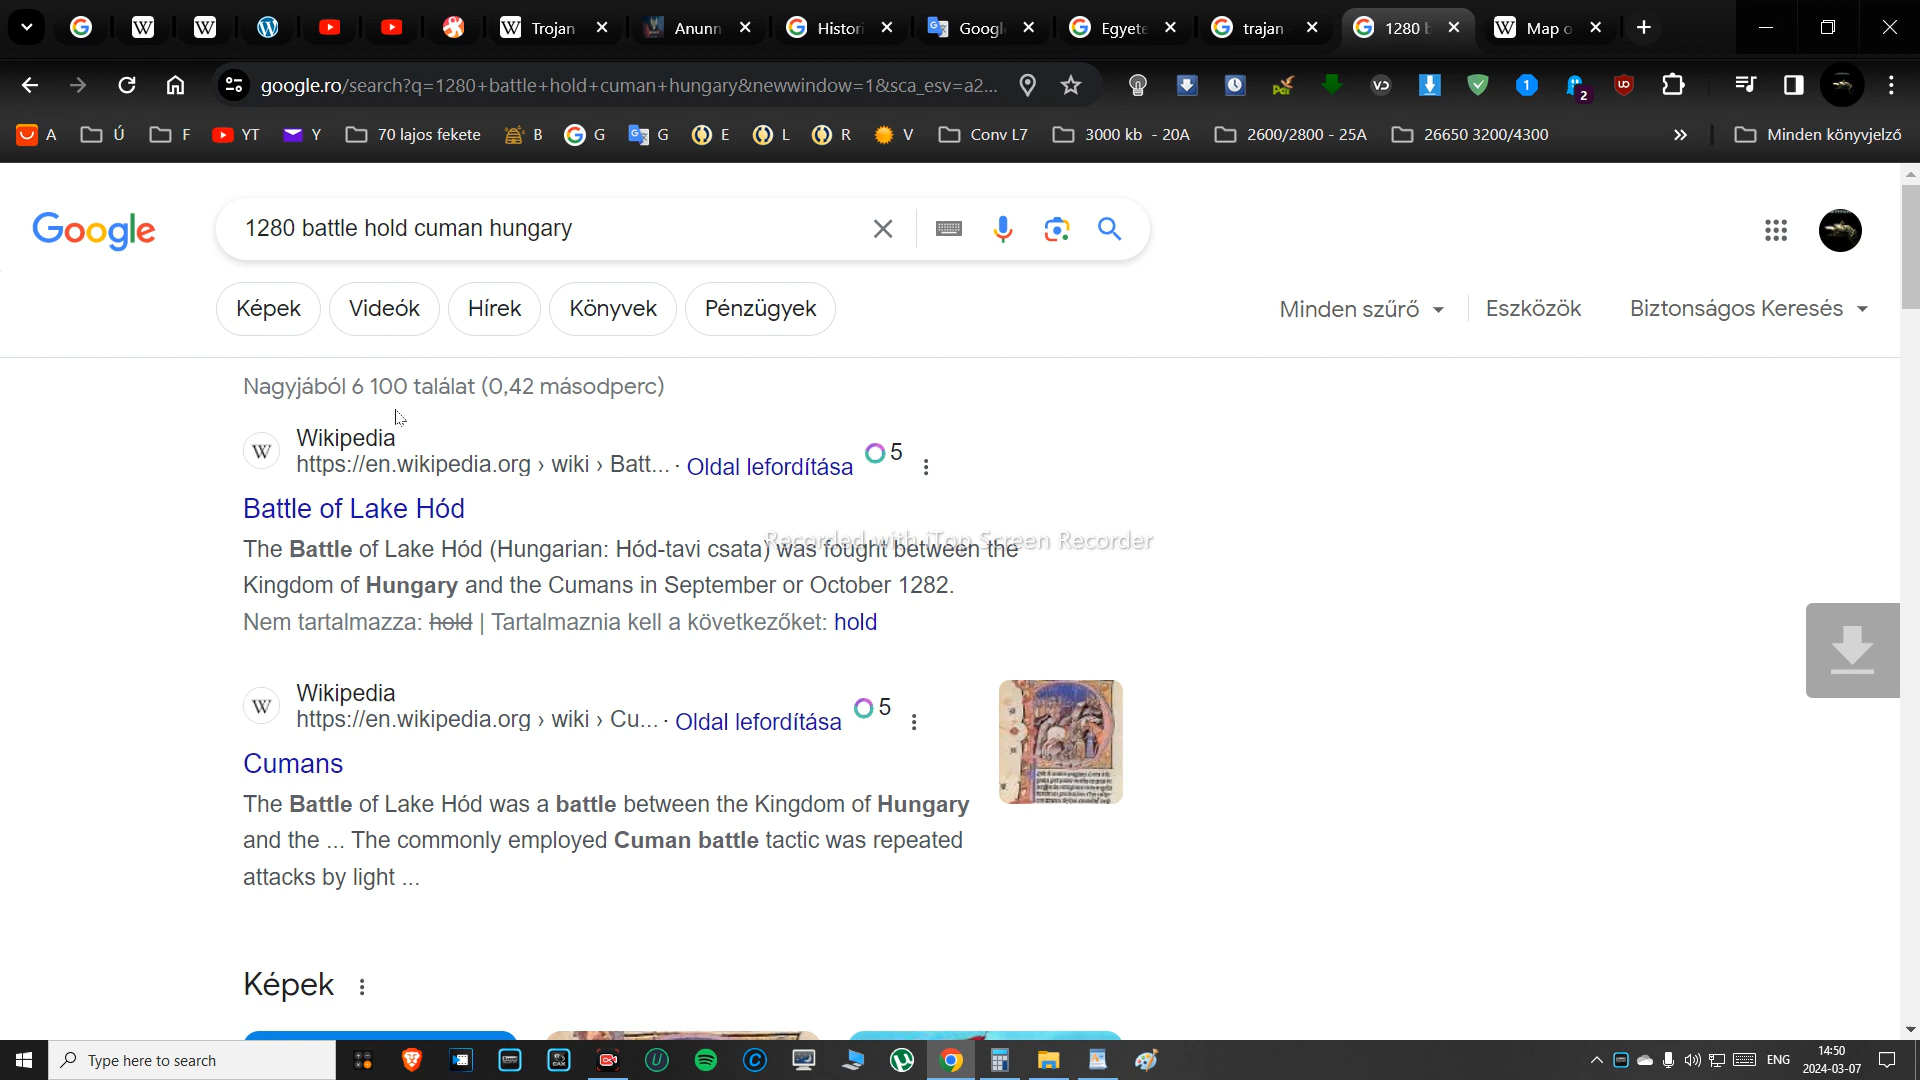 Trojan
Anunn
Histori
Googl
Egyete
trajan
1280 b
Map o
google.ro/search?q=1280+battle+hold+cuman+hungary&newwindow=1&sca_esv=a2...
A
Ú
F
YT
Y
70 lajos fekete
B
G
G
E
L
R
V
Conv L7
3000 kb - 20A
2600/2800 - 25A
26650 3200/4300
»
Minden könyvjelző
Google
1280 battle hold cuman hungary
Képek
Videók
Hírek
Könyvek
Pénzügyek
Minden szűrő
Eszközök
Biztonságos Keresés
Nagyjából 6 100 találat (0,42 másodperc)
Wikipedia
https://en.wikipedia.org › wiki › Batt... · Oldal lefordítása 5
Battle of Lake Hód
Recorded with iTop Screen Recorder
The Battle of Lake Hód (Hungarian: Hód-tavi csata) was fought between the
Kingdom of Hungary and the Cumans in September or October 1282.
Nem tartalmazza: hold | Tartalmaznia kell a következőket: hold
Wikipedia
https://en.wikipedia.org › wiki › Cu... · Oldal lefordítása 5
Cumans
The Battle of Lake Hód was a battle between the Kingdom of Hungary
and the ... The commonly employed Cuman battle tactic was repeated
attacks by light ...
Képek
Type here to search
ENG
14:50
2024-03-07